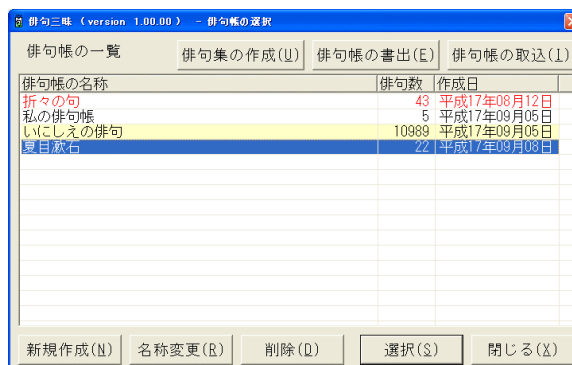 俳句三昧 (version 1.00.00) - 俳句帳の選択
俳句帳の一覧 俳句集の作成(U) 俳句帳の書出(E) 俳句帳の取込(I)
俳句帳の名称 俳句数 作成日
折々の句 43 平成17年08月12日
私の俳句帳 5 平成17年09月05日
いにしえの俳句 10989 平成17年09月05日
夏目漱石 22 平成17年09月08日
新規作成(N) 名称変更(R) 削除(D) 選択(S) 閉じる(X)